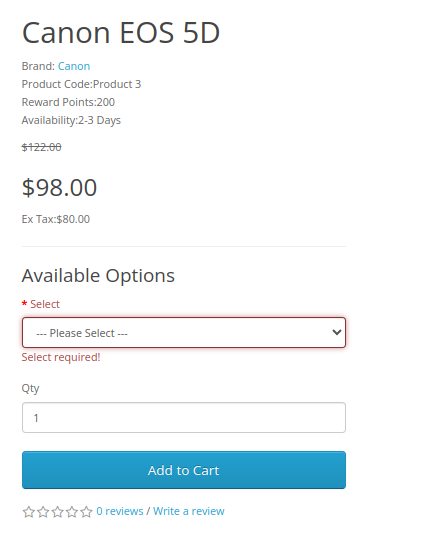 Canon EOS 5D
Brand: Canon
Product Code:Product 3
Reward Points:200
Availability:2-3 Days
$122.00
$98.00
Ex Tax:$80.00
Available Options
* Select
--- Please Select ---
Select required!
Qty
1
Add to Cart
0 reviews / Write a review